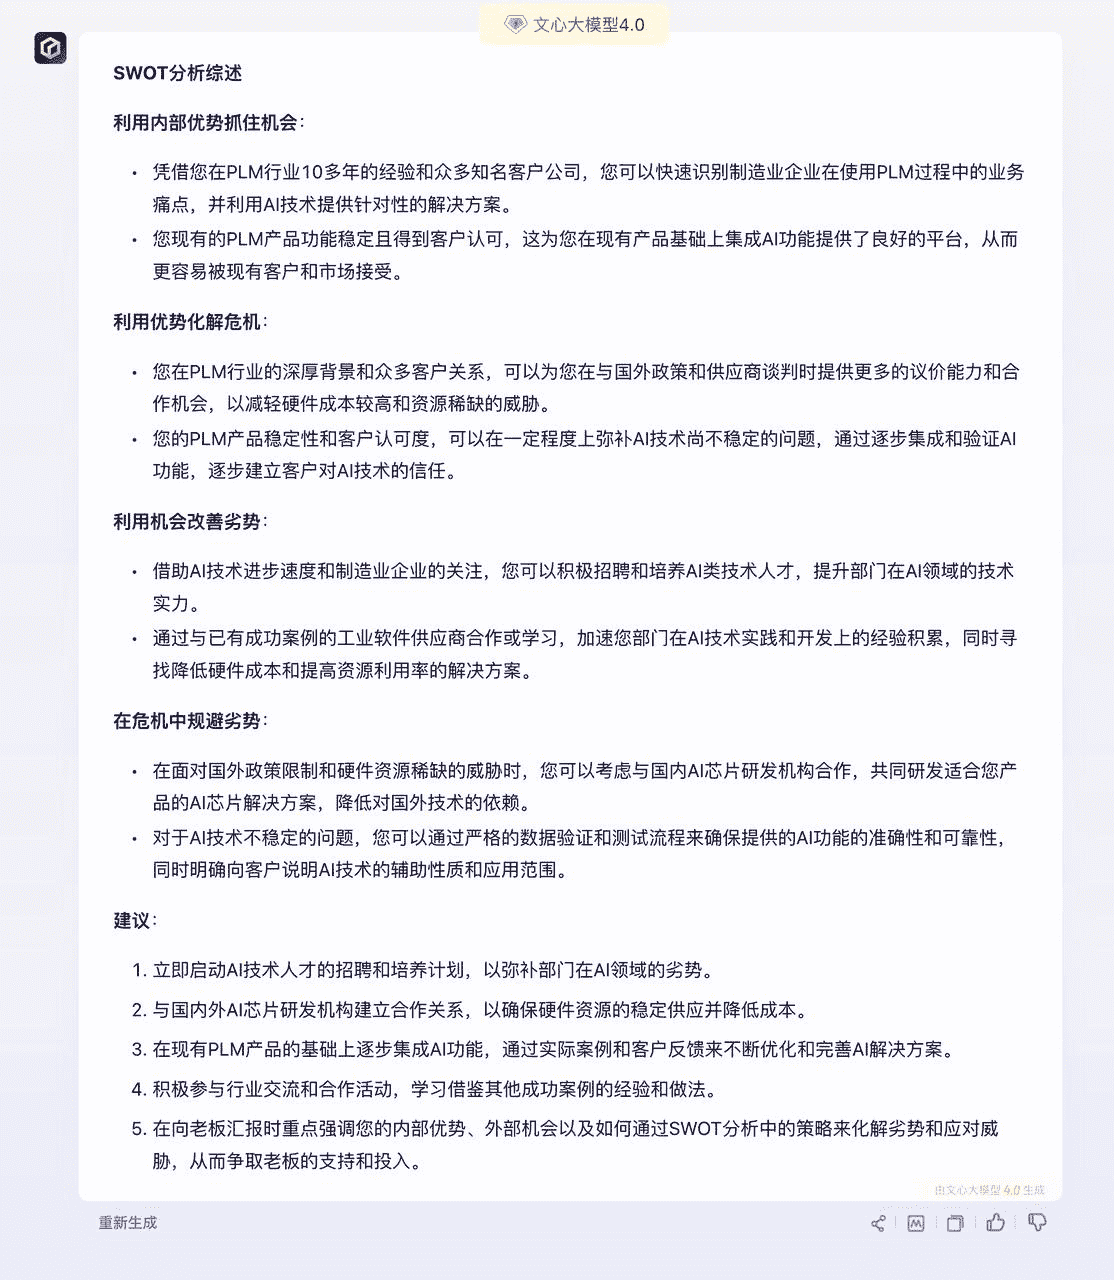 文心大模型4.0
SWOT分析综述
利用内部优势抓住机会：
• 凭借您在PLM行业10多年的经验和众多知名客户公司，您可以快速识别制造业企业在使用PLM过程中的业务
痛点，并利用AI技术提供针对性的解决方案。
• 您现有的PLM产品功能稳定且得到客户认可，这为您在现有产品基础上集成AI功能提供了良好的平台，从而
更容易被现有客户和市场接受。
利用优势化解危机：
• 您在PLM行业的深厚背景和众多客户关系，可以为您在与国外政策和供应商谈判时提供更多的议价能力和合
作机会，以减轻硬件成本较高和资源稀缺的威胁。
• 您的PLM产品稳定性和客户认可度，可以在一定程度上弥补AI技术尚不稳定的问题，通过逐步集成和验证AI
功能，逐步建立客户对AI技术的信任。
利用机会改善劣势：
• 借助AI技术进步速度和制造业企业的关注，您可以积极招聘和培养AI类技术人才，提升部门在AI领域的技术
实力。
• 通过与已有成功案例的工业软件供应商合作或学习，加速您部门在AI技术实践和开发上的经验积累，同时寻
找降低硬件成本和提高资源利用率的解决方案。
在危机中规避劣势：
• 在面对国外政策限制和硬件资源稀缺的威胁时，您可以考虑与国内AI芯片研发机构合作，共同研发适合您产
品的AI芯片解决方案，降低对国外技术的依赖。
• 对于AI技术不稳定的问题，您可以通过严格的数据验证和测试流程来确保提供的AI功能的准确性和可靠性，
同时明确向客户说明AI技术的辅助性质和应用范围。
建议：
1. 立即启动AI技术人才的招聘和培养计划，以弥补部门在AI领域的劣势。
2. 与国内外AI芯片研发机构建立合作关系，以确保硬件资源的稳定供应并降低成本。
3. 在现有PLM产品的基础上逐步集成AI功能，通过实际案例和客户反馈来不断优化和完善AI解决方案。
4. 积极参与行业交流和合作活动，学习借鉴其他成功案例的经验和做法。
5. 在向老板汇报时重点强调您的内部优势、外部机会以及如何通过SWOT分析中的策略来化解劣势和应对威
胁，从而争取老板的支持和投入。
由文心大模型 4.0 生成
重新生成